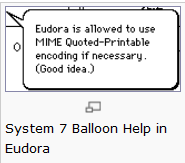 Eudora is allowed to use
MIME Quoted-Printable
encoding if necessary.
(Good idea.)
System 7 Balloon Help in
Eudora